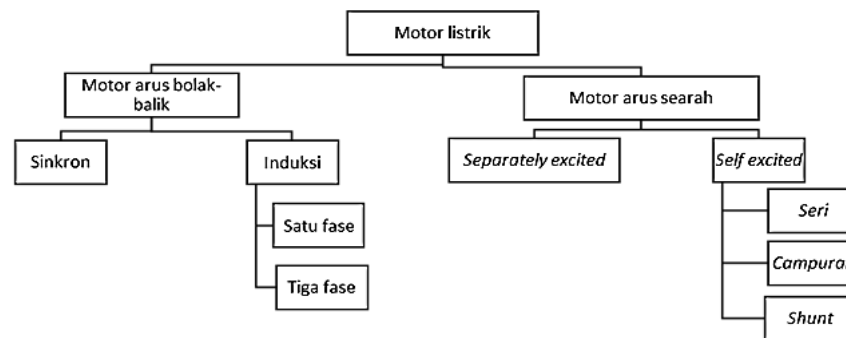 Motor listrik
Motor arus bolak-
balik
Motor arus searah
Sinkron
Induksi
Separately excited
Self excited
Satu fase
Tiga fase
Seri
Campuran
Shunt